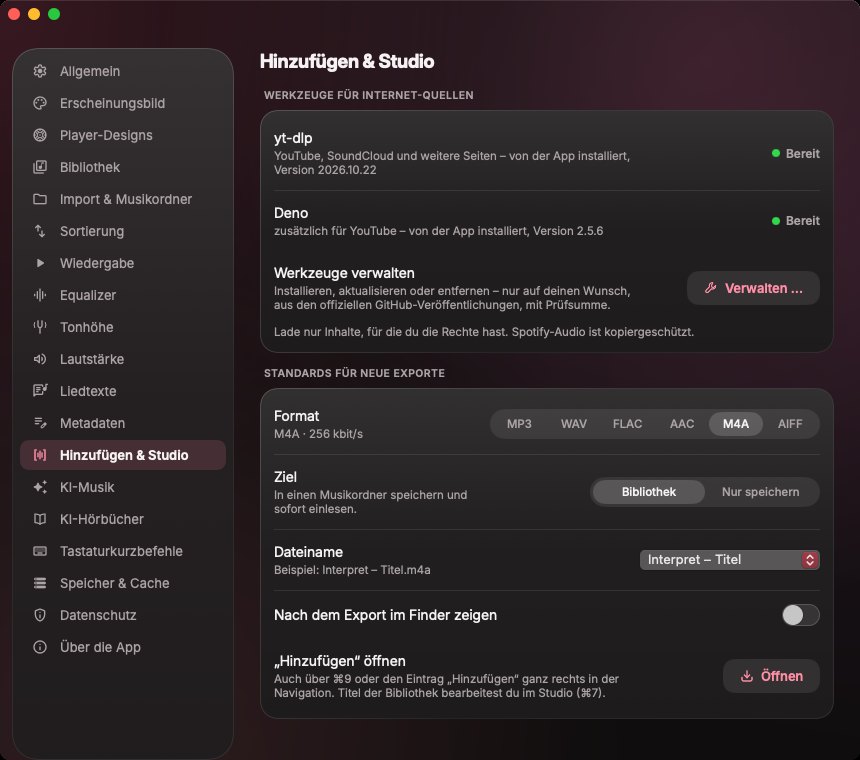 Allgemein
Erscheinungsbild
Player-Designs
Bibliothek
Import & Musikordner
Sortierung
Wiedergabe
Equalizer
Tonhöhe
Lautstärke
Liedtexte
Metadaten
Hinzufügen & Studio
KI-Musik
KI-Hörbücher
Tastaturkurzbefehle
Speicher & Cache
Datenschutz
Über die App
Hinzufügen & Studio
WERKZEUGE FÜR INTERNET-QUELLEN
yt-dlp
YouTube, SoundCloud und weitere Seiten – von der App installiert,
Version 2026.10.22
Bereit
Deno
zusätzlich für YouTube – von der App installiert, Version 2.5.6
Bereit
Werkzeuge verwalten
Installieren, aktualisieren oder entfernen – nur auf deinen Wunsch,
aus den offiziellen GitHub-Veröffentlichungen, mit Prüfsumme.
Verwalten ...
Lade nur Inhalte, für die du die Rechte hast. Spotify-Audio ist kopiergeschützt.
STANDARDS FÜR NEUE EXPORTE
Format
M4A · 256 kbit/s
MP3 WAV FLAC AAC M4A AIFF
Ziel
In einen Musikordner speichern und
sofort einlesen.
Bibliothek Nur speichern
Dateiname
Beispiel: Interpret – Titel.m4a
Interpret – Titel
Nach dem Export im Finder zeigen
„Hinzufügen“ öffnen
Auch über ⌘9 oder den Eintrag „Hinzufügen“ ganz rechts in der
Navigation. Titel der Bibliothek bearbeitest du im Studio (⌘7).
Öffnen